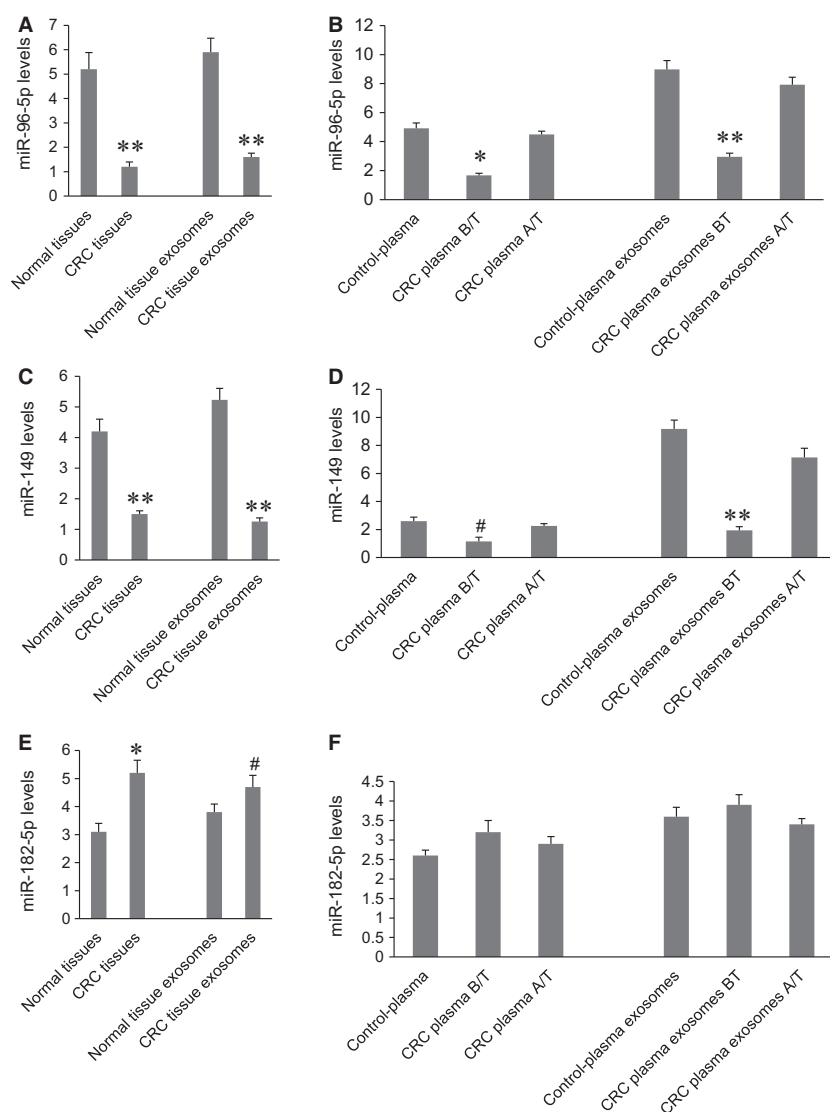 A
miR-96-5p levels
7
6
5
4
3
2
1
0
**
**
Normal tissues
CRC tissues
Normal tissue exosomes
CRC tissue exosomes
B
miR-96-5p levels
12
10
8
6
4
2
0
*
**
Control-plasma
CRC plasma B/T
CRC plasma A/T
Control-plasma exosomes
CRC plasma exosomes BT
CRC plasma exosomes A/T
C
miR-149 levels
6
5
4
3
2
1
0
**
**
Normal tissues
CRC tissues
Normal tissue exosomes
CRC tissue exosomes
D
miR-149 levels
12
10
8
6
4
2
0
#
**
Control-plasma
CRC plasma B/T
CRC plasma A/T
Control-plasma exosomes
CRC plasma exosomes BT
CRC plasma exosomes A/T
E
miR-182-5p levels
6
5
4
3
2
1
0
*
#
Normal tissues
CRC tissues
Normal tissue exosomes
CRC tissue exosomes
F
miR-182-5p levels
4.5
4
3.5
3
2.5
2
1.5
1
0.5
0
Control-plasma
CRC plasma B/T
CRC plasma A/T
Control-plasma exosomes
CRC plasma exosomes BT
CRC plasma exosomes A/T